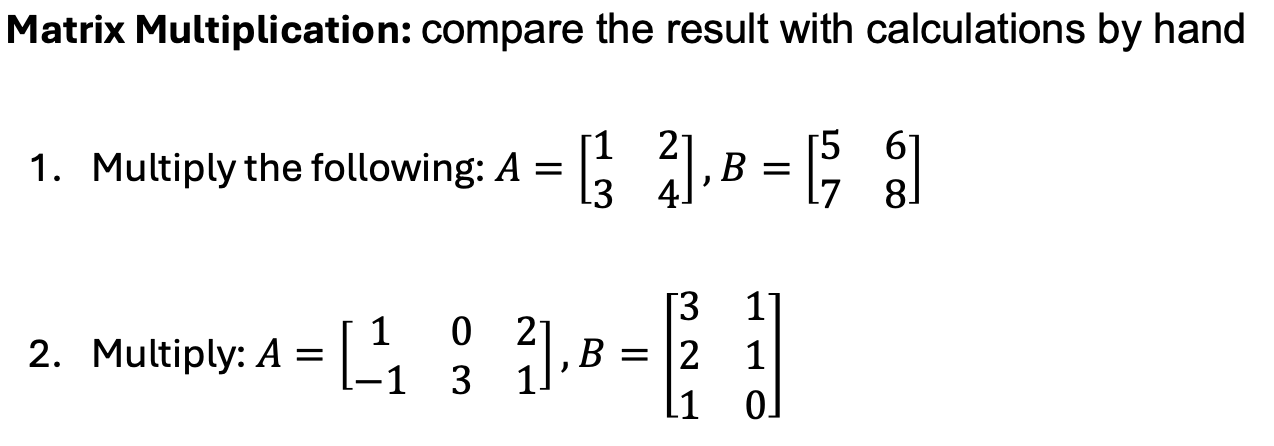 Matrix Multiplication: compare the result with calculations by hand
1. Multiply the following: A = [1 2; 3 4], B = [5 6; 7 8]
2. Multiply: A = [1 0 2; −1 3 1], B = [3 1; 2 1; 1 0]